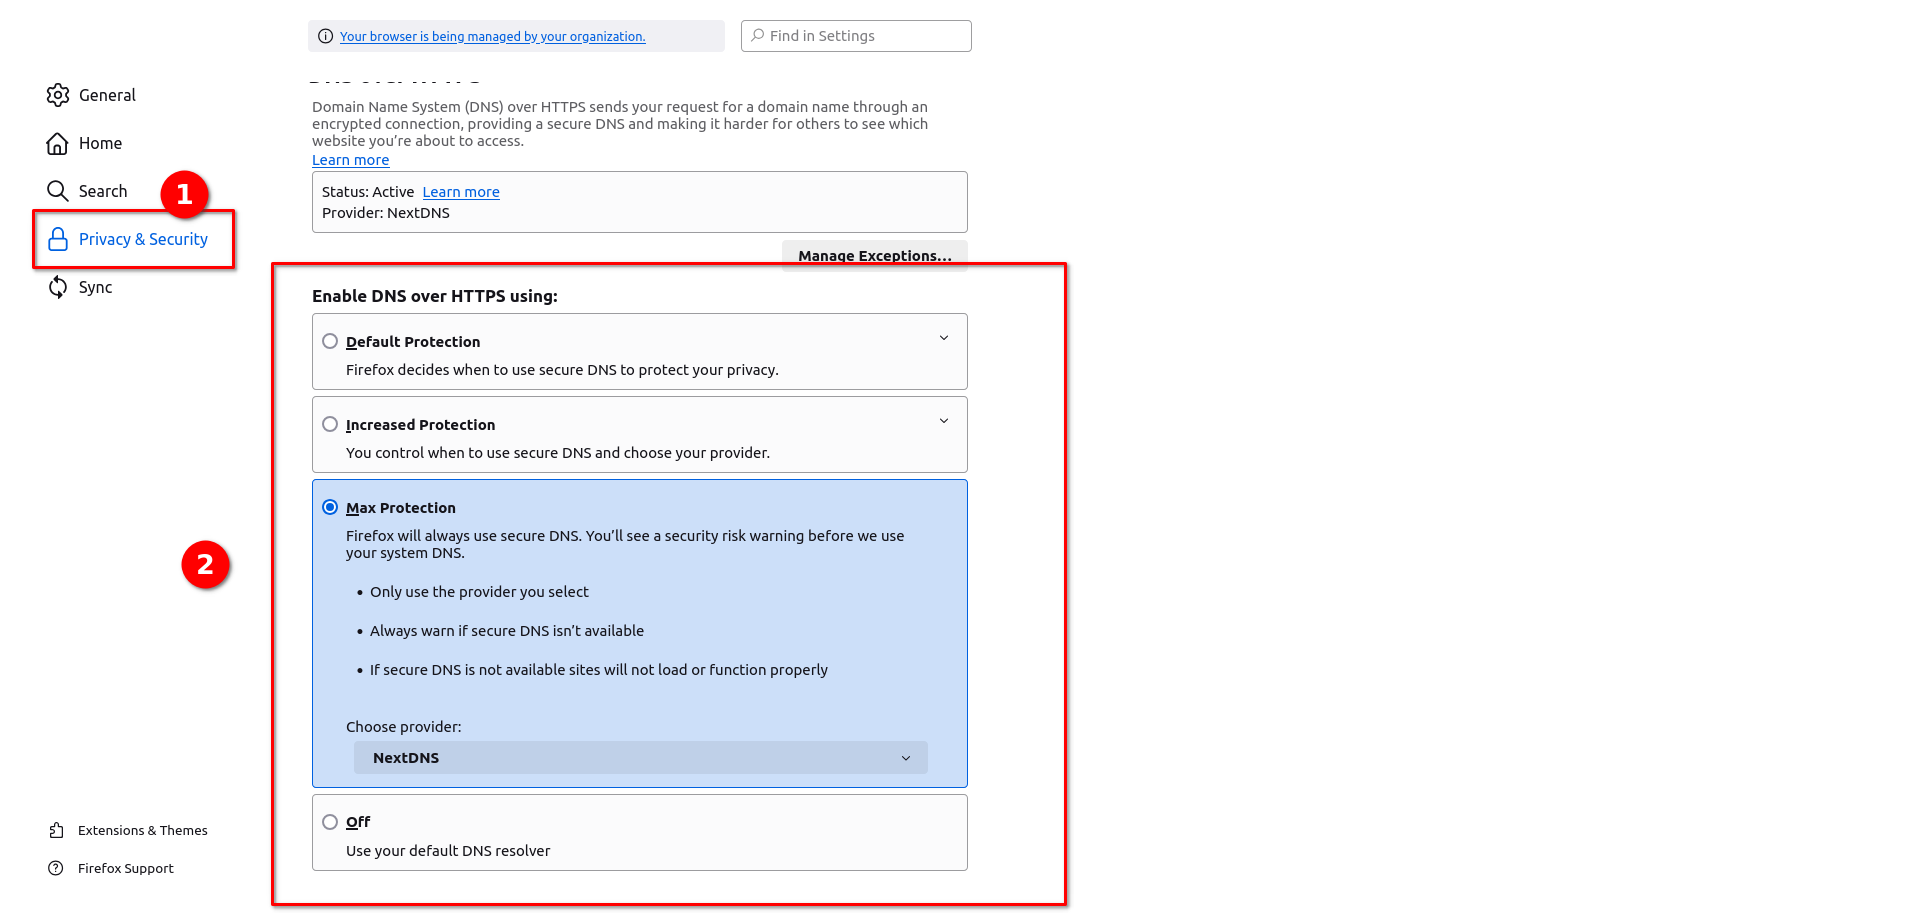 Your browser is being managed by your organization.
Find in Settings
General
Home
Search
1
Privacy & Security
Sync
Domain Name System (DNS) over HTTPS sends your request for a domain name through an
encrypted connection, providing a secure DNS and making it harder for others to see which
website you’re about to access.
Learn more
Status: Active Learn more
Provider: NextDNS
Manage Exceptions...
Enable DNS over HTTPS using:
Default Protection
Firefox decides when to use secure DNS to protect your privacy.
Increased Protection
You control when to use secure DNS and choose your provider.
Max Protection
Firefox will always use secure DNS. You’ll see a security risk warning before we use
your system DNS.
2
• Only use the provider you select
• Always warn if secure DNS isn’t available
• If secure DNS is not available sites will not load or function properly
Choose provider:
NextDNS
Off
Use your default DNS resolver
Extensions & Themes
Firefox Support